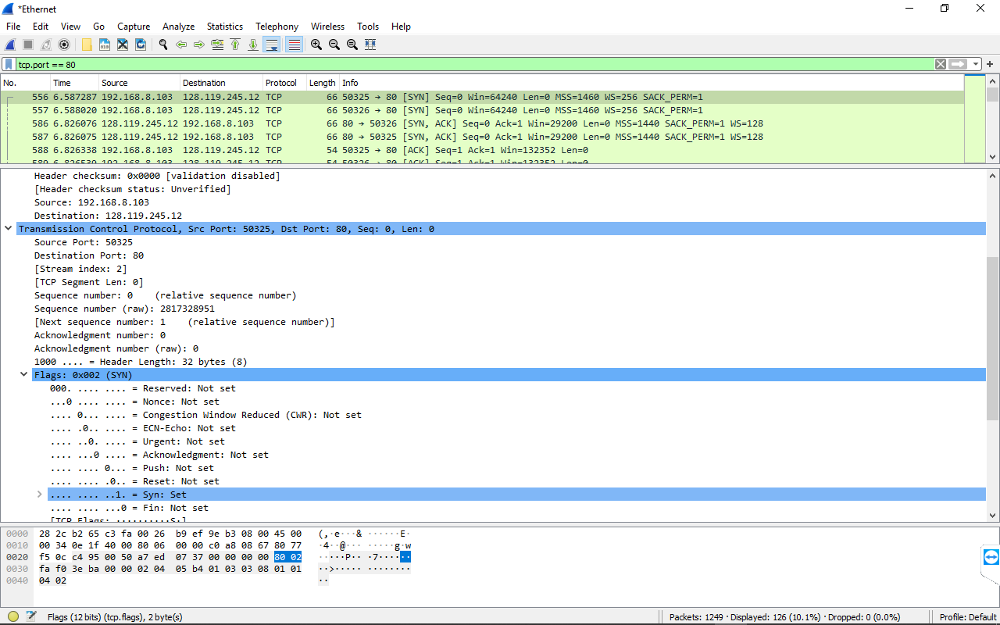 *Ethernet
File Edit View Go Capture Analyze Statistics Telephony Wireless Tools Help
tcp.port == 80
No. Time Source Destination Protocol Length Info
556 6.587287 192.168.8.103 128.119.245.12 TCP 66 50325 → 80 [SYN] Seq=0 Win=64240 Len=0 MSS=1460 WS=256 SACK_PERM=1
557 6.588020 192.168.8.103 128.119.245.12 TCP 66 50326 → 80 [SYN] Seq=0 Win=64240 Len=0 MSS=1460 WS=256 SACK_PERM=1
586 6.826076 128.119.245.12 192.168.8.103 TCP 66 80 → 50326 [SYN, ACK] Seq=0 Ack=1 Win=29200 Len=0 MSS=1440 SACK_PERM=1 WS=128
587 6.826075 128.119.245.12 192.168.8.103 TCP 66 80 → 50325 [SYN, ACK] Seq=0 Ack=1 Win=29200 Len=0 MSS=1440 SACK_PERM=1 WS=128
588 6.826338 192.168.8.103 128.119.245.12 TCP 54 50325 → 80 [ACK] Seq=1 Ack=1 Win=132352 Len=0
589 6.826539 192.168.8.103 128.119.245.12 TCP 54 50326 → 80 [ACK] Seq=1 Ack=1 Win=132352 Len=0
Header checksum: 0x0000 [validation disabled]
[Header checksum status: Unverified]
Source: 192.168.8.103
Destination: 128.119.245.12
Transmission Control Protocol, Src Port: 50325, Dst Port: 80, Seq: 0, Len: 0
Source Port: 50325
Destination Port: 80
[Stream index: 2]
[TCP Segment Len: 0]
Sequence number: 0 (relative sequence number)
Sequence number (raw): 2817328951
[Next sequence number: 1 (relative sequence number)]
Acknowledgment number: 0
Acknowledgment number (raw): 0
1000 .... = Header Length: 32 bytes (8)
Flags: 0x002 (SYN)
000. .... .... = Reserved: Not set
...0 .... .... = Nonce: Not set
.... 0... .... = Congestion Window Reduced (CWR): Not set
.... .0.. .... = ECN-Echo: Not set
.... ..0. .... = Urgent: Not set
.... ...0 .... = Acknowledgment: Not set
.... .... 0... = Push: Not set
.... .... .0.. = Reset: Not set
.... .... ..1. = Syn: Set
.... .... ...0 = Fin: Not set
[TCP Flags: ··········S·]
0000 28 2c b2 65 c3 fa 00 26 b9 ef 9e b3 08 00 45 00 (,·e···& ······E·
0010 00 34 0e 1f 40 00 80 06 00 00 c0 a8 08 67 80 77 ·4··@··· ·····g·w
0020 f5 0c c4 95 00 50 a7 ed 07 37 00 00 00 00 80 02 ·····P·· ·7······
0030 fa f0 3e ba 00 00 02 04 05 b4 01 03 03 08 01 01 ··>····· ········
0040 04 02 ··
Flags (12 bits) (tcp.flags), 2 byte(s) Packets: 1249 · Displayed: 126 (10.1%) · Dropped: 0 (0.0%) Profile: Default